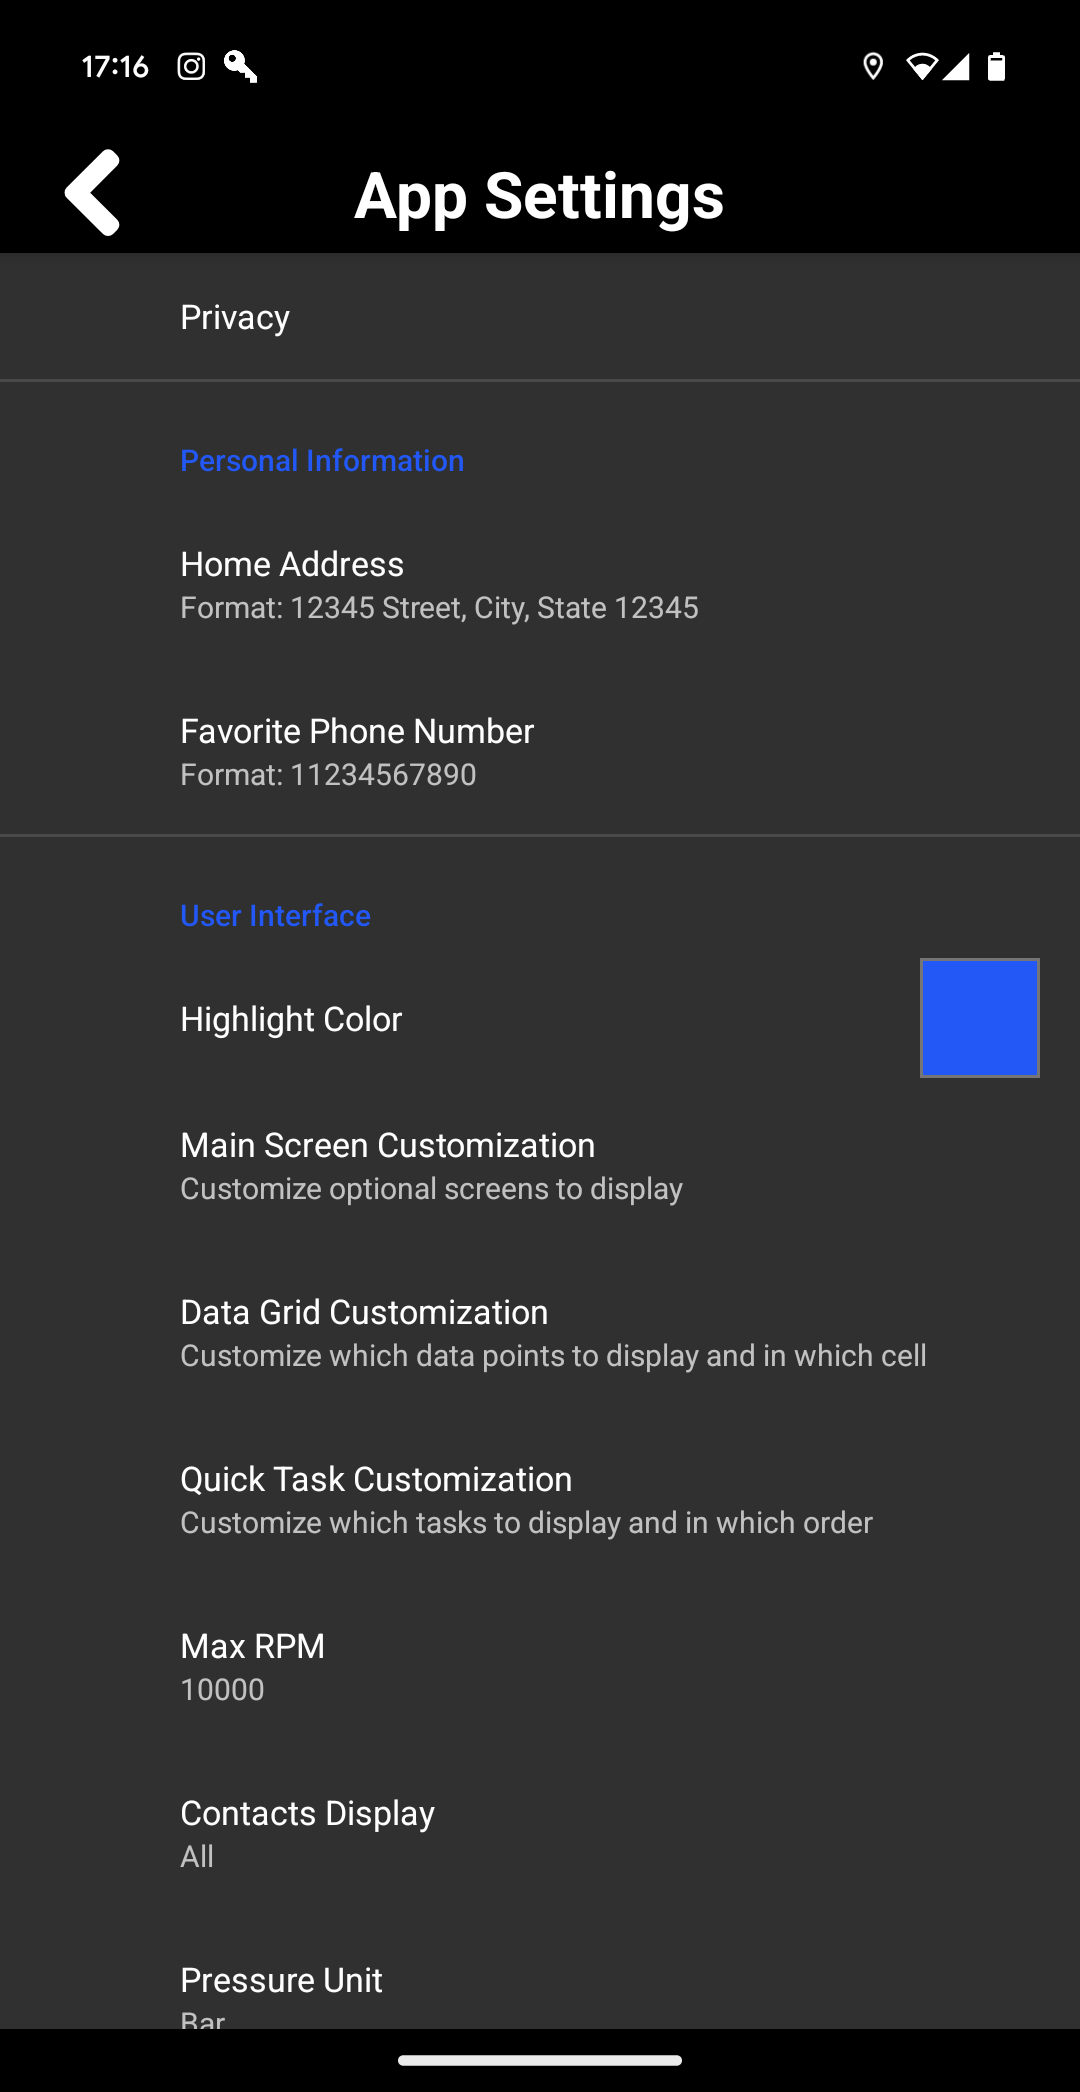 17:16
App Settings
Privacy
Personal Information
Home Address
Format: 12345 Street, City, State 12345
Favorite Phone Number
Format: 11234567890
User Interface
Highlight Color
Main Screen Customization
Customize optional screens to display
Data Grid Customization
Customize which data points to display and in which cell
Quick Task Customization
Customize which tasks to display and in which order
Max RPM
10000
Contacts Display
All
Pressure Unit
Bar